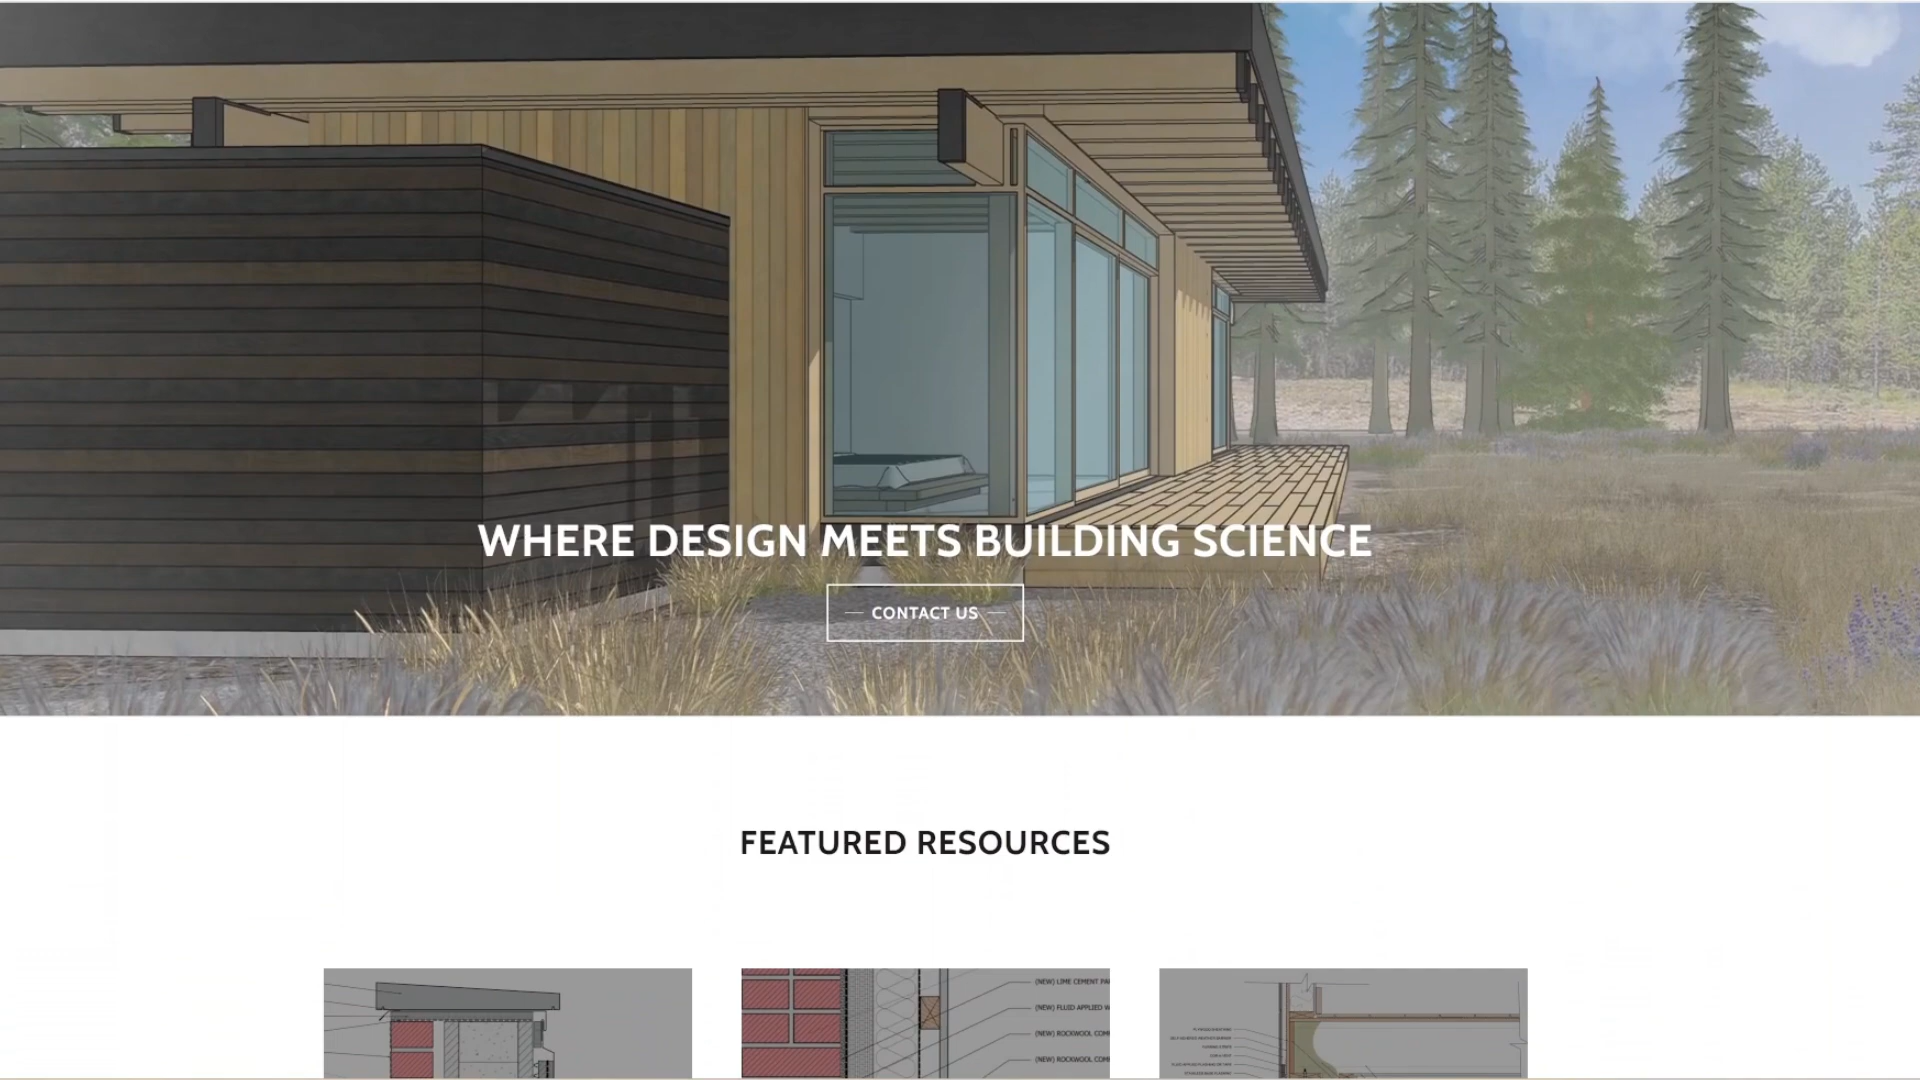 WHERE DESIGN MEETS BUILDING SCIENCE
CONTACT US
FEATURED RESOURCES
(NEW) LIME CEMENT PA
(NEW) FLUID APPLIED W
(NEW) ROCKWOOL COM
(NEW) ROCKWOOL COM